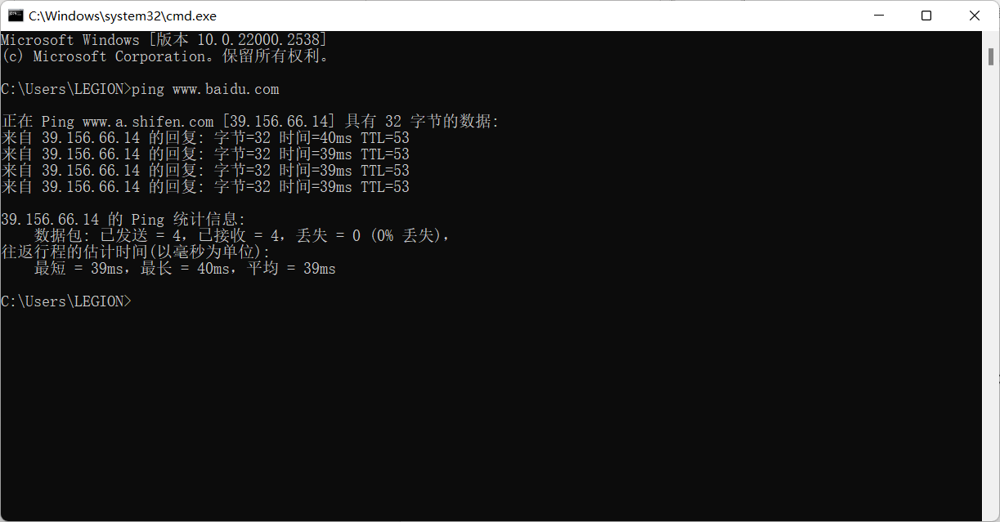 C:\Windows\system32\cmd.exe
Microsoft Windows [版本 10.0.22000.2538]
(c) Microsoft Corporation。保留所有权利。
C:\Users\LEGION>ping www.baidu.com
正在 Ping www.a.shifen.com [39.156.66.14] 具有 32 字节的数据:
来自 39.156.66.14 的回复: 字节=32 时间=40ms TTL=53
来自 39.156.66.14 的回复: 字节=32 时间=39ms TTL=53
来自 39.156.66.14 的回复: 字节=32 时间=39ms TTL=53
来自 39.156.66.14 的回复: 字节=32 时间=39ms TTL=53
39.156.66.14 的 Ping 统计信息:
    数据包: 已发送 = 4，已接收 = 4，丢失 = 0 (0% 丢失)，
往返行程的估计时间(以毫秒为单位):
    最短 = 39ms，最长 = 40ms，平均 = 39ms
C:\Users\LEGION>